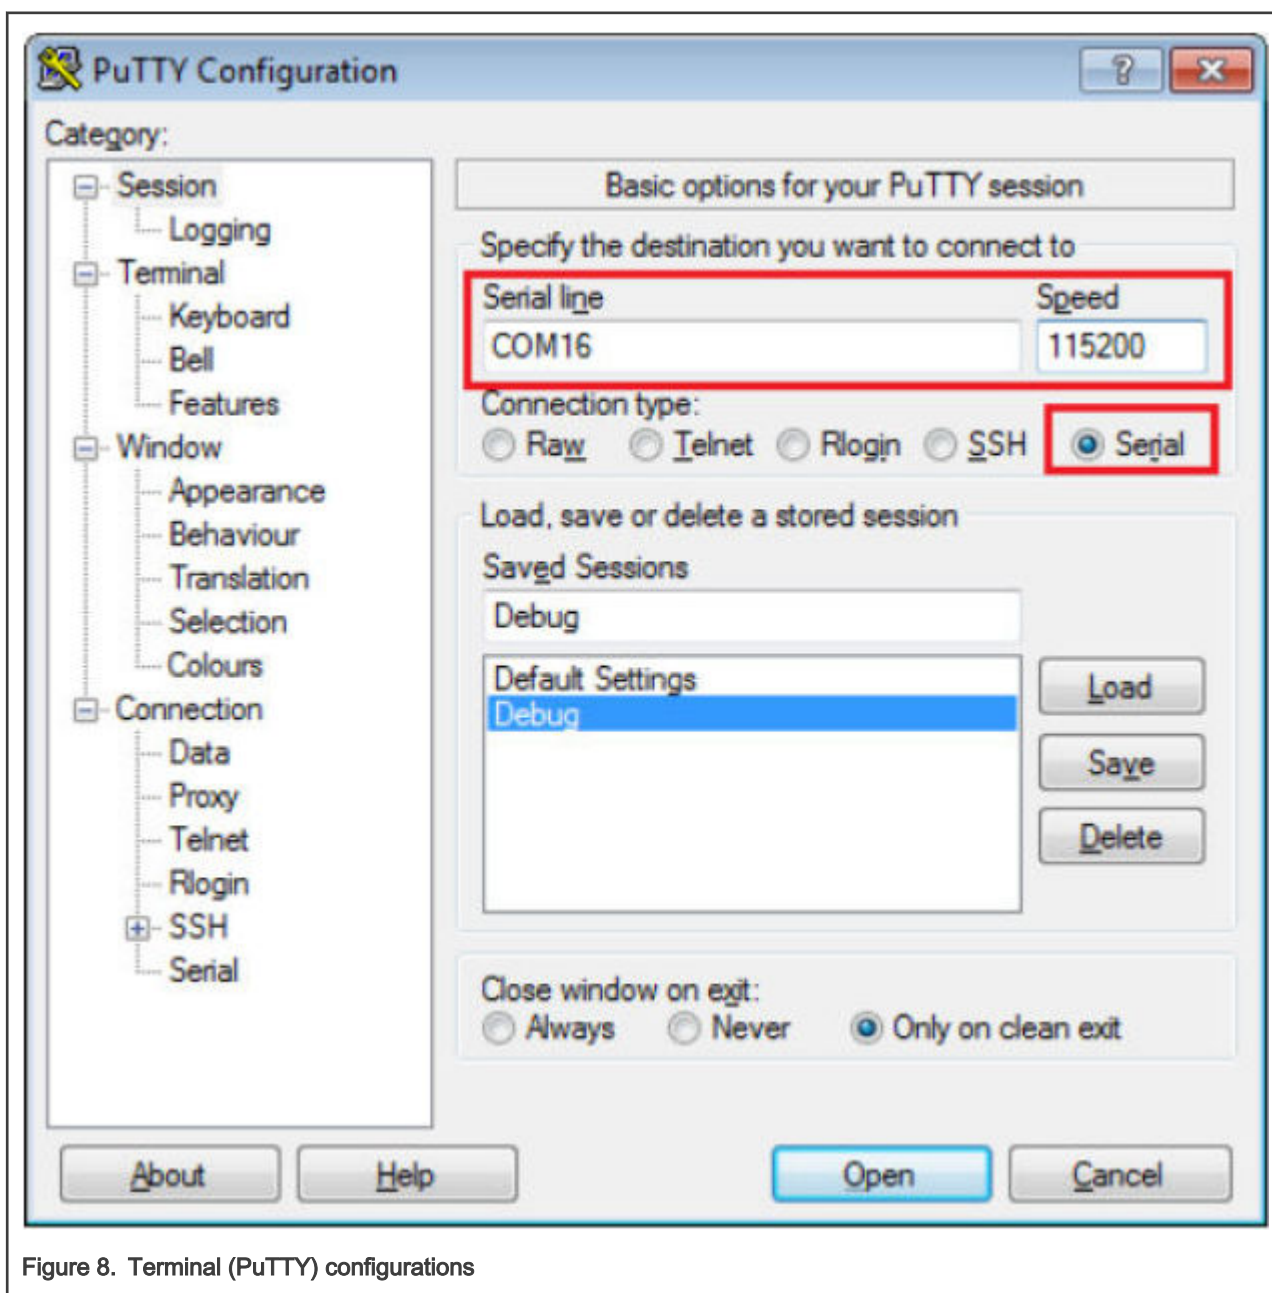 PuTTY Configuration
Category:
Session
Logging
Terminal
Keyboard
Bell
Features
Window
Appearance
Behaviour
Translation
Selection
Colours
Connection
Data
Proxy
Telnet
Rlogin
SSH
Serial
Basic options for your PuTTY session
Specify the destination you want to connect to
Serial line Speed
COM16 115200
Connection type:
Raw Telnet Rlogin SSH Serial
Load, save or delete a stored session
Saved Sessions
Debug
Default Settings
Debug
Load
Save
Delete
Close window on exit:
Always Never Only on clean exit
About Help Open Cancel
Figure 8. Terminal (PuTTY) configurations